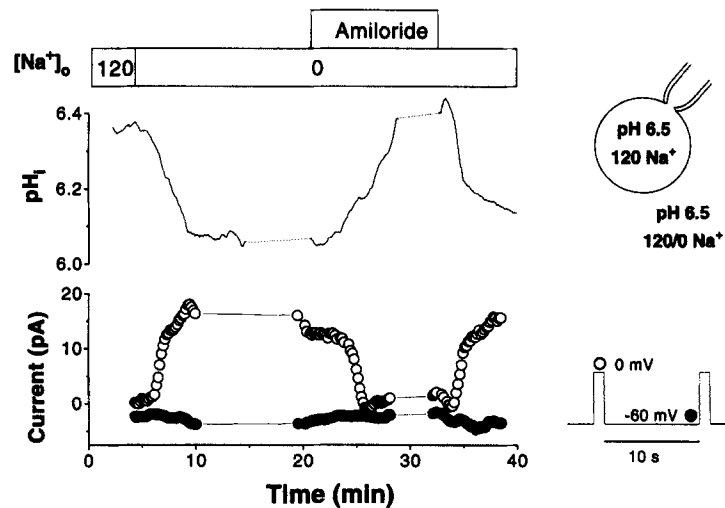 Amiloride
[Na⁺]ₒ 120 0
6.4
6.2
6.0
pHᵢ
pH 6.5
120 Na⁺
pH 6.5
120/0 Na⁺
20
10
0
Current (pA)
0 mV
-60 mV
10 s
0 10 20 30 40
Time (min)